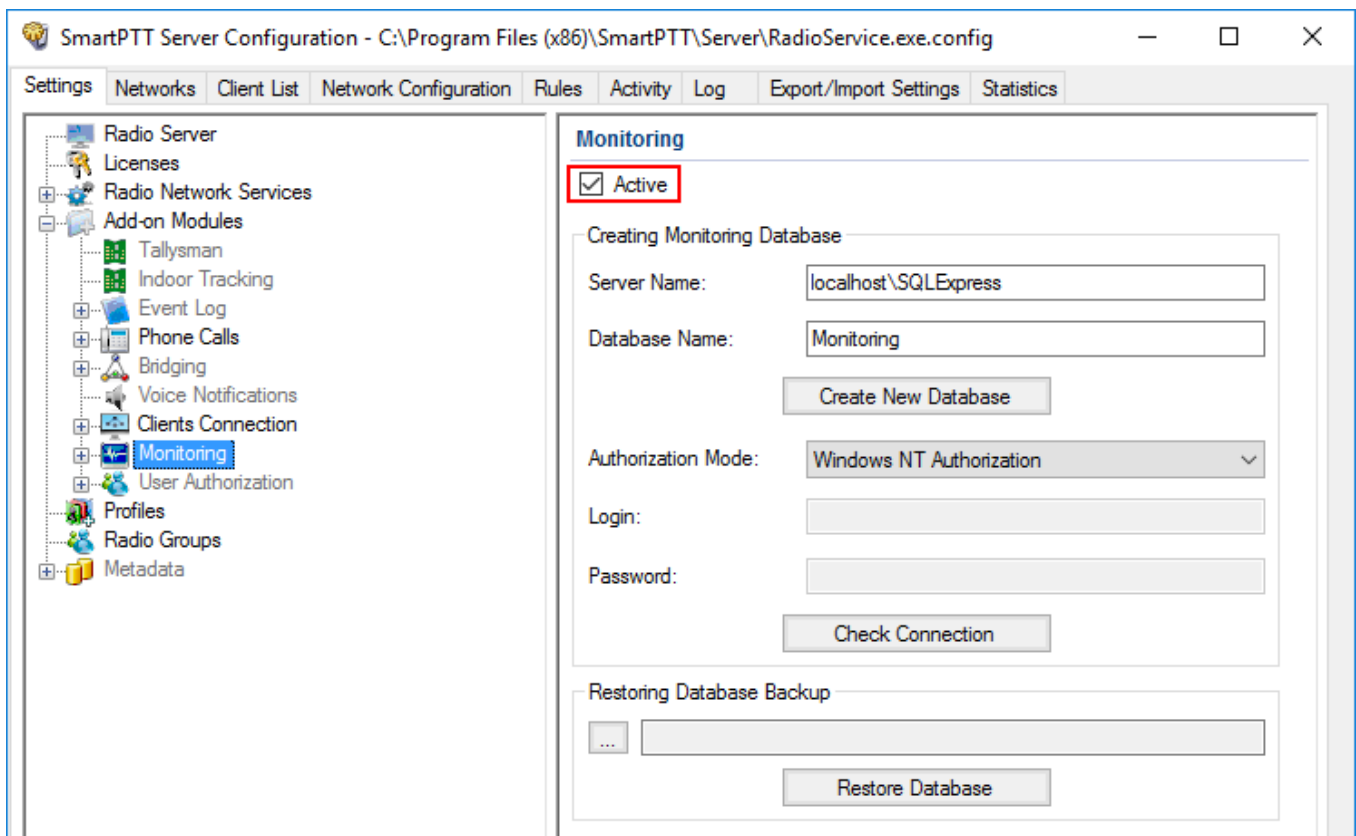 SmartPTT Server Configuration - C:\Program Files (x86)\SmartPTT\Server\RadioService.exe.config
Settings Networks Client List Network Configuration Rules Activity Log Export/Import Settings Statistics
Radio Server
Licenses
Radio Network Services
Add-on Modules
Tallysman
Indoor Tracking
Event Log
Phone Calls
Bridging
Voice Notifications
Clients Connection
Monitoring
User Authorization
Profiles
Radio Groups
Metadata
Monitoring
Active
Creating Monitoring Database
Server Name: localhost\SQLExpress
Database Name: Monitoring
Create New Database
Authorization Mode: Windows NT Authorization
Login:
Password:
Check Connection
Restoring Database Backup
...
Restore Database